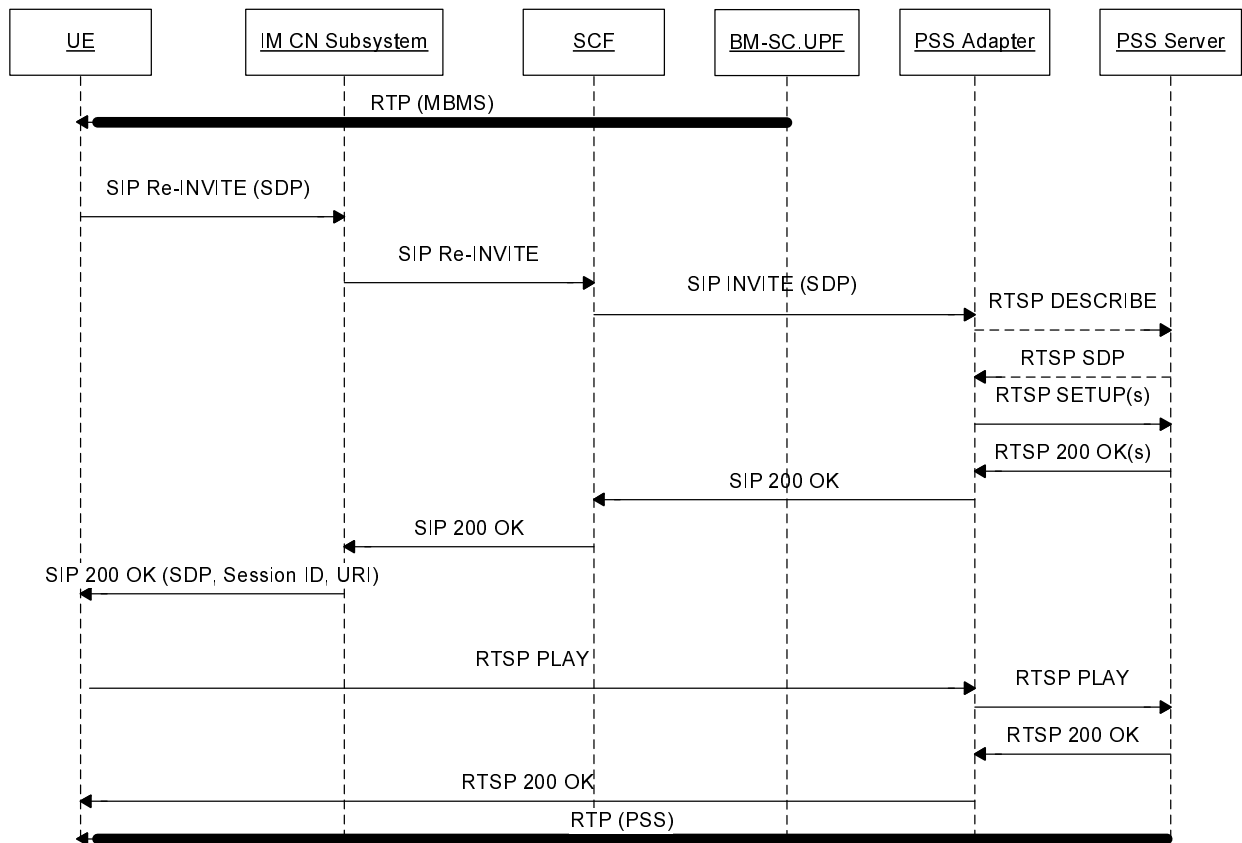 UE
IM CN Subsystem
SCF
BM-SC.UPF
PSS Adapter
PSS Server
RTP (MBMS)
SIP Re-INVITE (SDP)
SIP Re-INVITE
SIP INVITE (SDP)
RTSP DESCRIBE
RTSP SDP
RTSP SETUP(s)
RTSP 200 OK(s)
SIP 200 OK
SIP 200 OK
SIP 200 OK (SDP, Session ID, URI)
RTSP PLAY
RTSP PLAY
RTSP 200 OK
RTSP 200 OK
RTP (PSS)